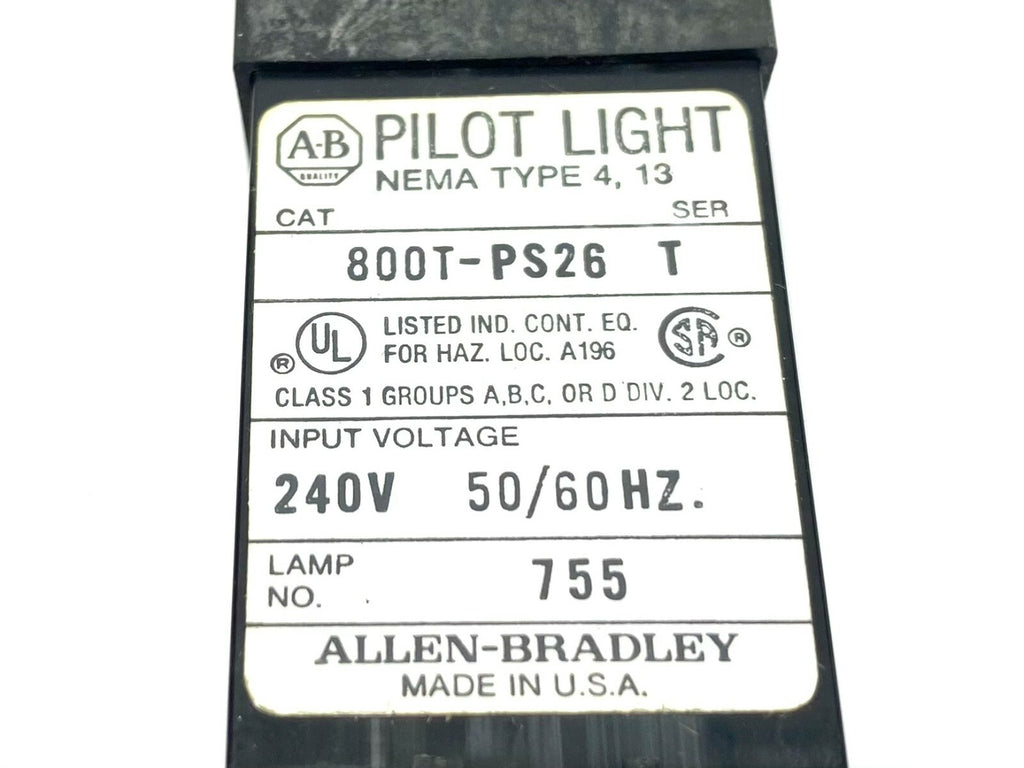 A-B
QUALITY
PILOT LIGHT
NEMA TYPE 4, 13
CAT SER
800T-PS26 T
® UL LISTED IND. CONT. EQ.
FOR HAZ. LOC. A196
SA ®
CLASS 1 GROUPS A,B,C, OR D DIV. 2 LOC.
INPUT VOLTAGE
240V 50/60HZ.
LAMP
NO. 755
ALLEN-BRADLEY
MADE IN U.S.A.